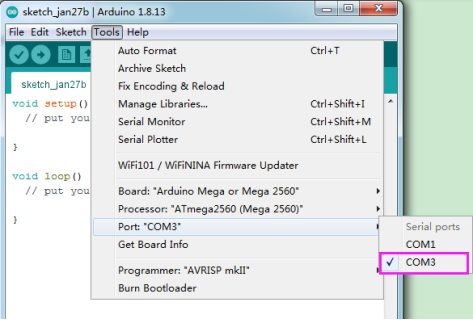 sketch_jan27b | Arduino 1.8.13
File Edit Sketch Tools Help
sketch_jan27b
void setup()
// put you
}
void loop()
// put you
}
Auto Format Ctrl+T
Archive Sketch
Fix Encoding & Reload
Manage Libraries... Ctrl+Shift+I
Serial Monitor Ctrl+Shift+M
Serial Plotter Ctrl+Shift+L
WiFi101 / WiFiNINA Firmware Updater
Board: "Arduino Mega or Mega 2560"
Processor: "ATmega2560 (Mega 2560)"
Port: "COM3"
Get Board Info
Programmer: "AVRISP mkII"
Burn Bootloader
Serial ports
COM1
✓ COM3